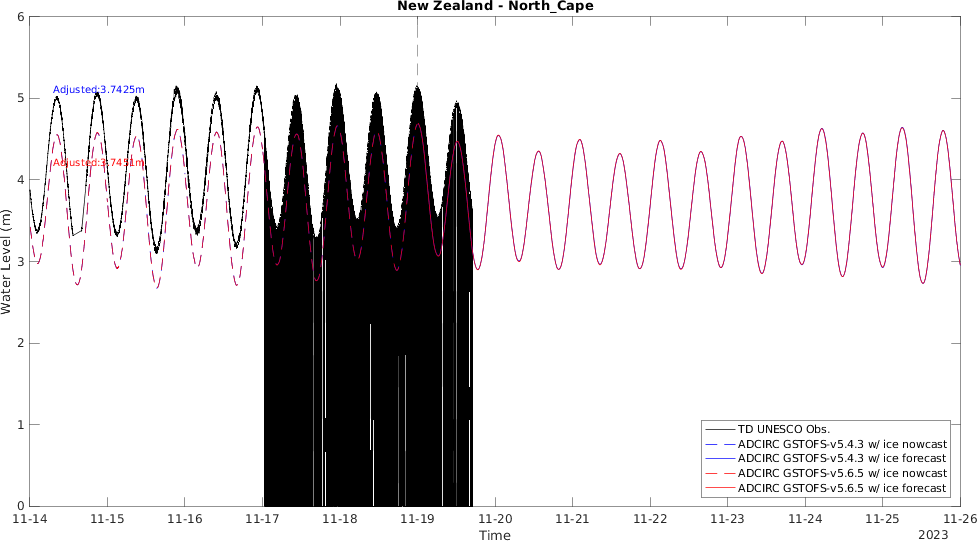 New Zealand - North_Cape
6
5
4
3
2
1
0
Water Level (m)
Adjusted:3.7425m
Adjusted:3.7451m
TD UNESCO Obs.
ADCIRC GSTOFS-v5.4.3 w/ ice nowcast
ADCIRC GSTOFS-v5.4.3 w/ ice forecast
ADCIRC GSTOFS-v5.6.5 w/ ice nowcast
ADCIRC GSTOFS-v5.6.5 w/ ice forecast
11-14 11-15 11-16 11-17 11-18 11-19 11-20 11-21 11-22 11-23 11-24 11-25 11-26
Time
2023